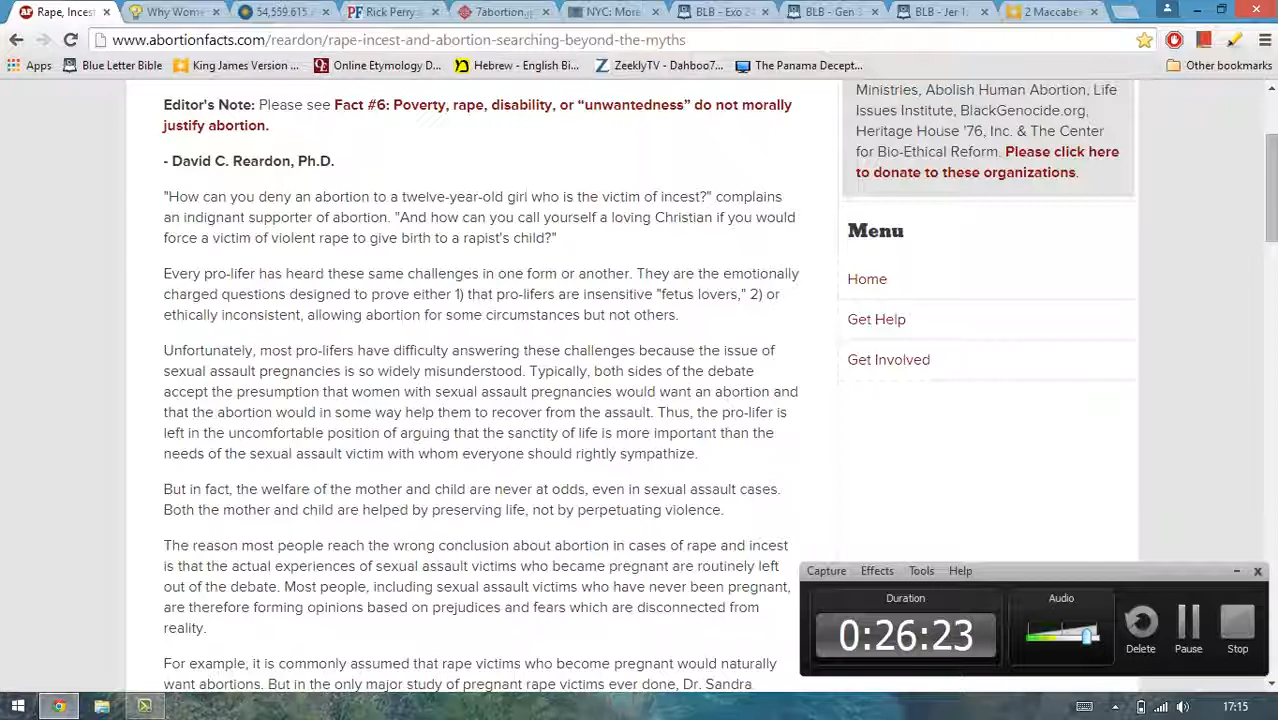 Rape, Incest
Why Wome
54,559,615
Rick Perry
7abortion.
NYC: More
BLB - Exo 2
BLB - Gen 3
BLB - Jer 1
2 Maccabe
www.abortionfacts.com/reardon/rape-incest-and-abortion-searching-beyond-the-myths
Apps
Blue Letter Bible
King James Version ...
Online Etymology D...
Hebrew - English Bi...
ZeeklyTV - Dahboo7...
The Panama Decept...
Other bookmarks
Editor's Note: Please see Fact #6: Poverty, rape, disability, or “unwantedness” do not morally
justify abortion.
- David C. Reardon, Ph.D.
"How can you deny an abortion to a twelve-year-old girl who is the victim of incest?" complains
an indignant supporter of abortion. "And how can you call yourself a loving Christian if you would
force a victim of violent rape to give birth to a rapist's child?"
Every pro-lifer has heard these same challenges in one form or another. They are the emotionally
charged questions designed to prove either 1) that pro-lifers are insensitive "fetus lovers," 2) or
ethically inconsistent, allowing abortion for some circumstances but not others.
Unfortunately, most pro-lifers have difficulty answering these challenges because the issue of
sexual assault pregnancies is so widely misunderstood. Typically, both sides of the debate
accept the presumption that women with sexual assault pregnancies would want an abortion and
that the abortion would in some way help them to recover from the assault. Thus, the pro-lifer is
left in the uncomfortable position of arguing that the sanctity of life is more important than the
needs of the sexual assault victim with whom everyone should rightly sympathize.
But in fact, the welfare of the mother and child are never at odds, even in sexual assault cases.
Both the mother and child are helped by preserving life, not by perpetuating violence.
The reason most people reach the wrong conclusion about abortion in cases of rape and incest
is that the actual experiences of sexual assault victims who became pregnant are routinely left
out of the debate. Most people, including sexual assault victims who have never been pregnant,
are therefore forming opinions based on prejudices and fears which are disconnected from
reality.
For example, it is commonly assumed that rape victims who become pregnant would naturally
want abortions. But in the only major study of pregnant rape victims ever done, Dr. Sandra
Ministries, Abolish Human Abortion, Life
Issues Institute, BlackGenocide.org,
Heritage House '76, Inc. & The Center
for Bio-Ethical Reform. Please click here
to donate to these organizations.
Menu
Home
Get Help
Get Involved
Capture
Effects
Tools
Help
Duration
Audio
0:26:23
Delete
Pause
Stop
17:15